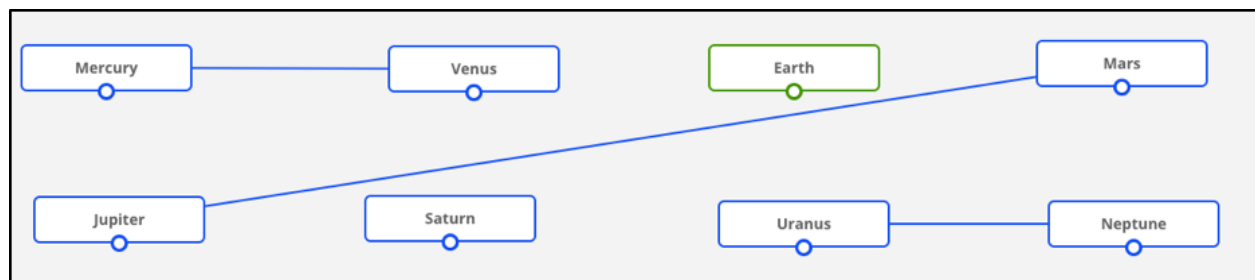 Mercury
Venus
Earth
Mars
Jupiter
Saturn
Uranus
Neptune